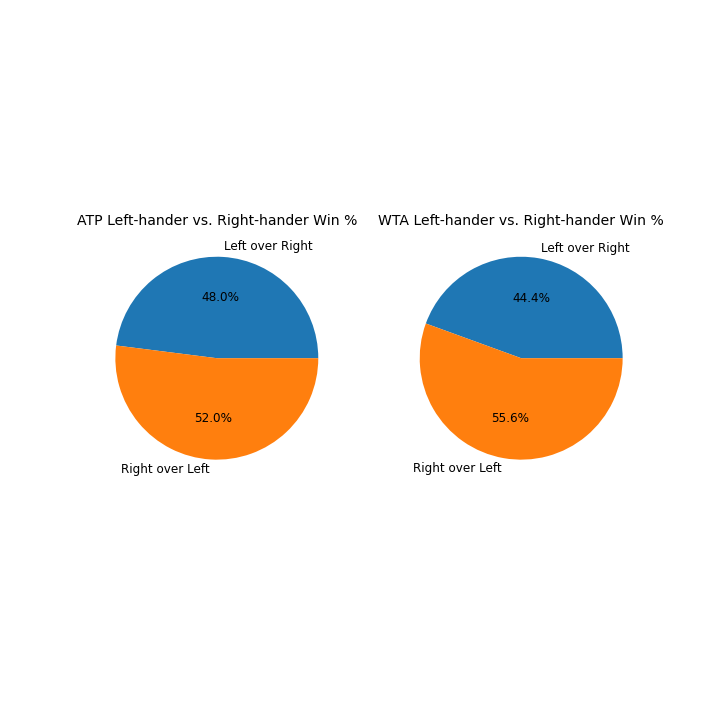 ATP Left-hander vs. Right-hander Win %
Left over Right
48.0%
52.0%
Right over Left
WTA Left-hander vs. Right-hander Win %
Left over Right
44.4%
55.6%
Right over Left